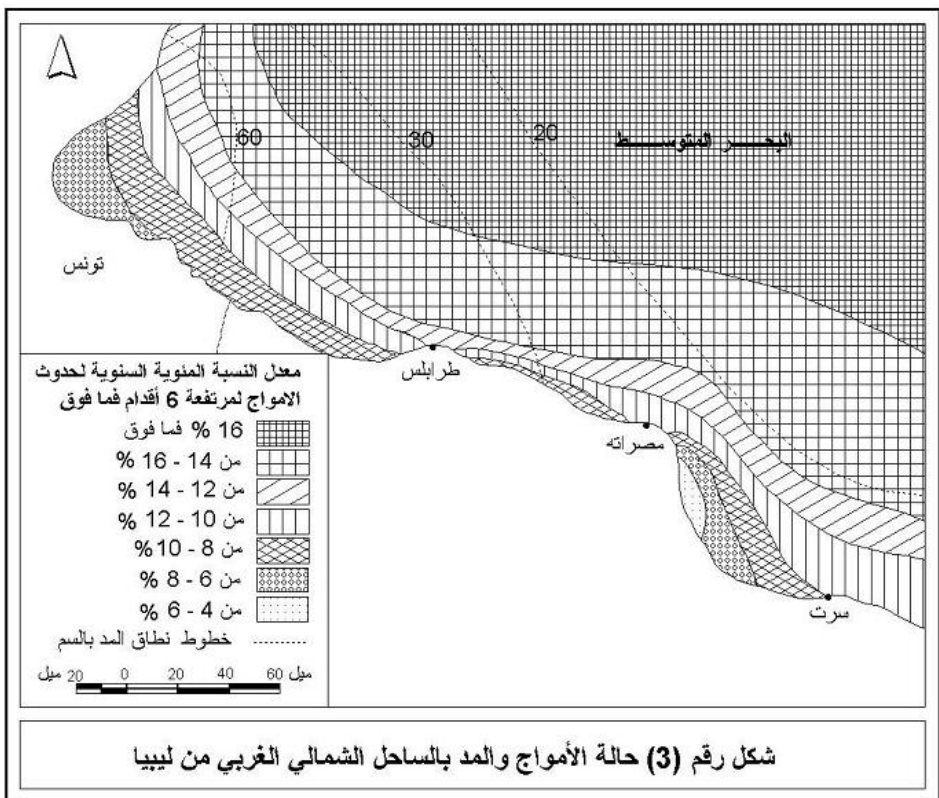 60
30
20
البحر المتوسط
تونس
طرابلس
مصراته
سرت
معدل النسبة المئوية السنوية لحدوث
الامواج لمرتفعة 6 أقدام فما فوق
16 % فما فوق
من 14 - 16 %
من 12 - 14 %
من 10 - 12 %
من 8 - 10%
من 6 - 8 %
من 4 - 6 %
خطوط نطاق المد بالسم
ميل 20 0 20 40 60 ميل
شكل رقم (3) حالة الأمواج والمد بالساحل الشمالي الغربي من ليبيا